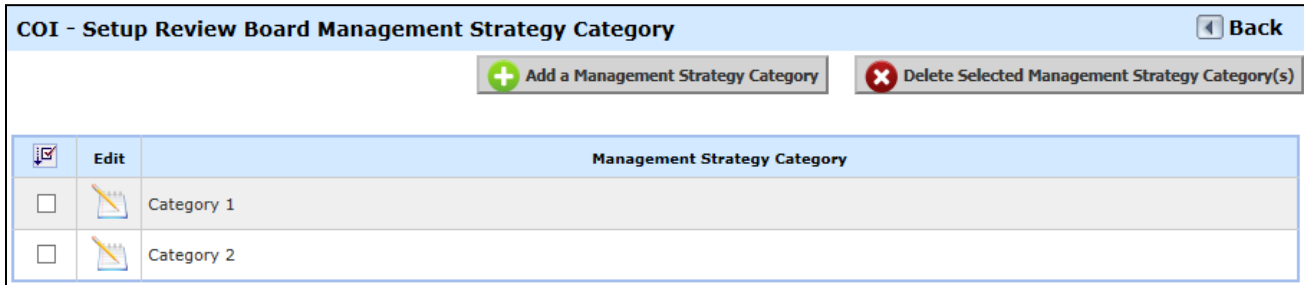 COI - Setup Review Board Management Strategy Category Back
Add a Management Strategy Category Delete Selected Management Strategy Category(s)
Edit Management Strategy Category
Category 1
Category 2